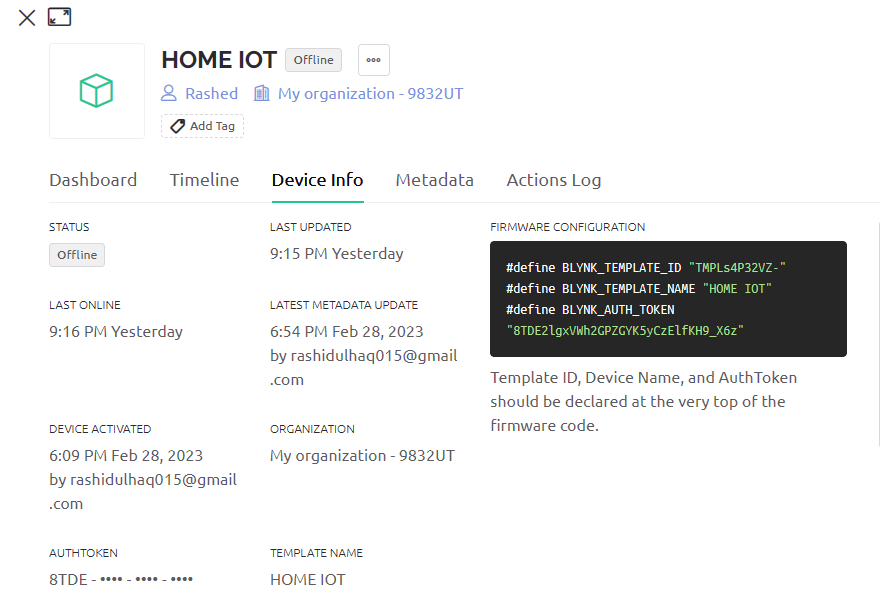 HOME IOT Offline
Rashed My organization - 9832UT
Add Tag
Dashboard Timeline Device Info Metadata Actions Log
STATUS
Offline
LAST UPDATED
9:15 PM Yesterday
LAST ONLINE
9:16 PM Yesterday
LATEST METADATA UPDATE
6:54 PM Feb 28, 2023
by rashidulhaq015@gmail
.com
DEVICE ACTIVATED
6:09 PM Feb 28, 2023
by rashidulhaq015@gmail
.com
ORGANIZATION
My organization - 9832UT
AUTHTOKEN
8TDE - •••• - •••• - ••••
TEMPLATE NAME
HOME IOT
FIRMWARE CONFIGURATION
#define BLYNK_TEMPLATE_ID "TMPLs4P32VZ-"
#define BLYNK_TEMPLATE_NAME "HOME IOT"
#define BLYNK_AUTH_TOKEN
"8TDE2lgxVWh2GPZGYK5yCzElfKH9_X6z"
Template ID, Device Name, and AuthToken
should be declared at the very top of the
firmware code.